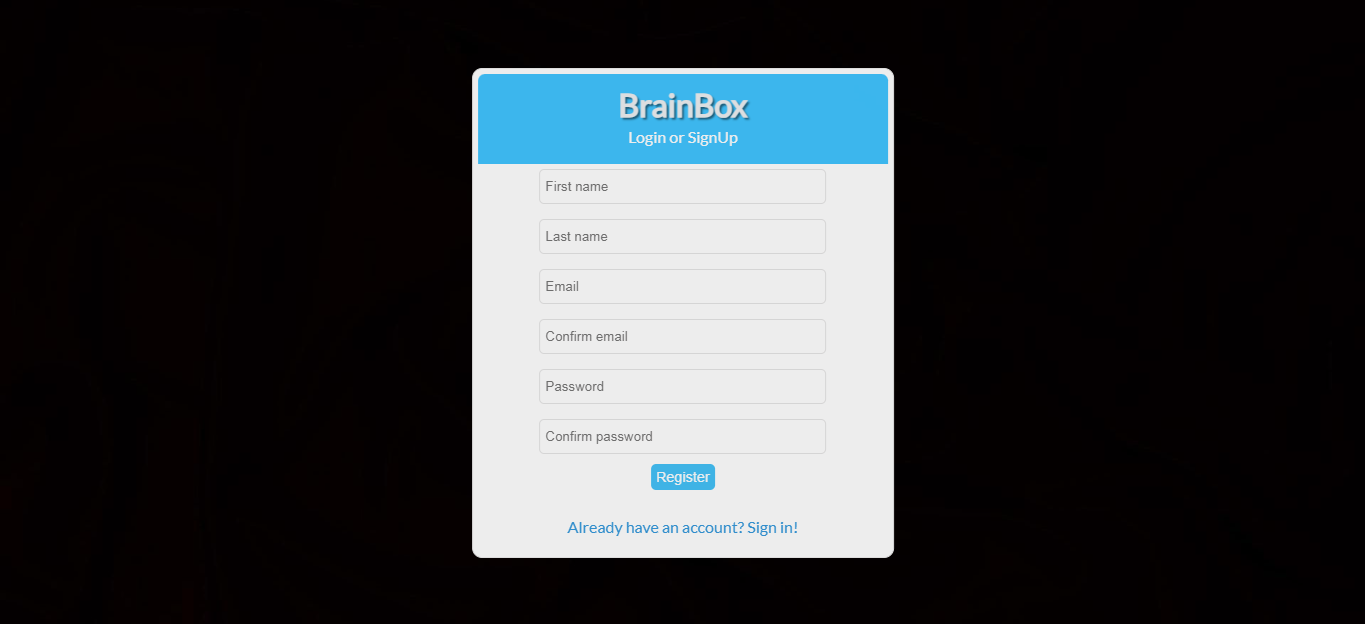 BrainBox
Login or SignUp
First name
Last name
Email
Confirm email
Password
Confirm password
Register
Already have an account? Sign in!